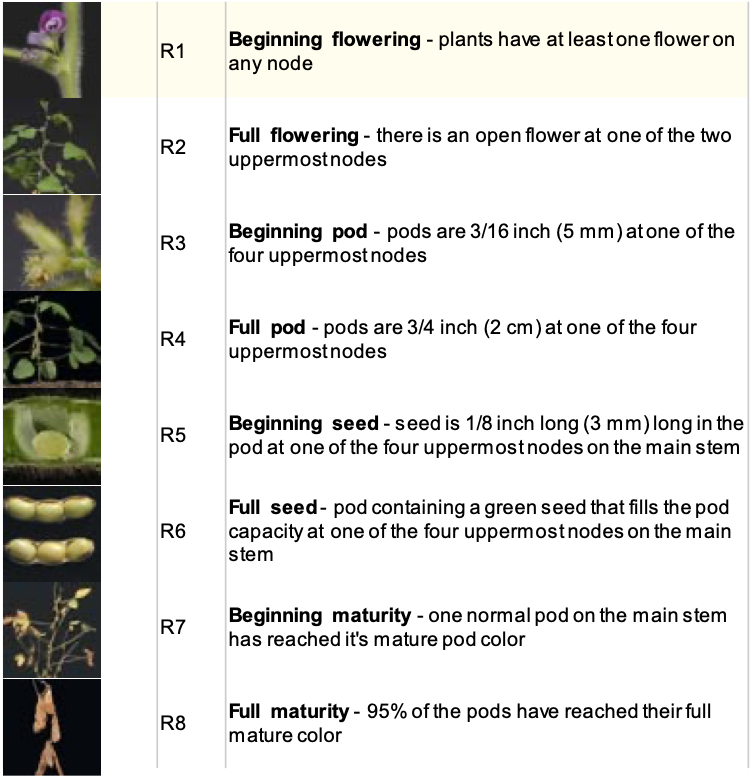 R1
Beginning flowering - plants have at least one flower on
any node
R2
Full flowering - there is an open flower at one of the two
uppermost nodes
R3
Beginning pod - pods are 3/16 inch (5 mm) at one of the
four uppermost nodes
R4
Full pod - pods are 3/4 inch (2 cm) at one of the four
uppermost nodes
R5
Beginning seed - seed is 1/8 inch long (3 mm) long in the
pod at one of the four uppermost nodes on the main stem
R6
Full seed - pod containing a green seed that fills the pod
capacity at one of the four uppermost nodes on the main
stem
R7
Beginning maturity - one normal pod on the main stem
has reached it's mature pod color
R8
Full maturity - 95% of the pods have reached their full
mature color